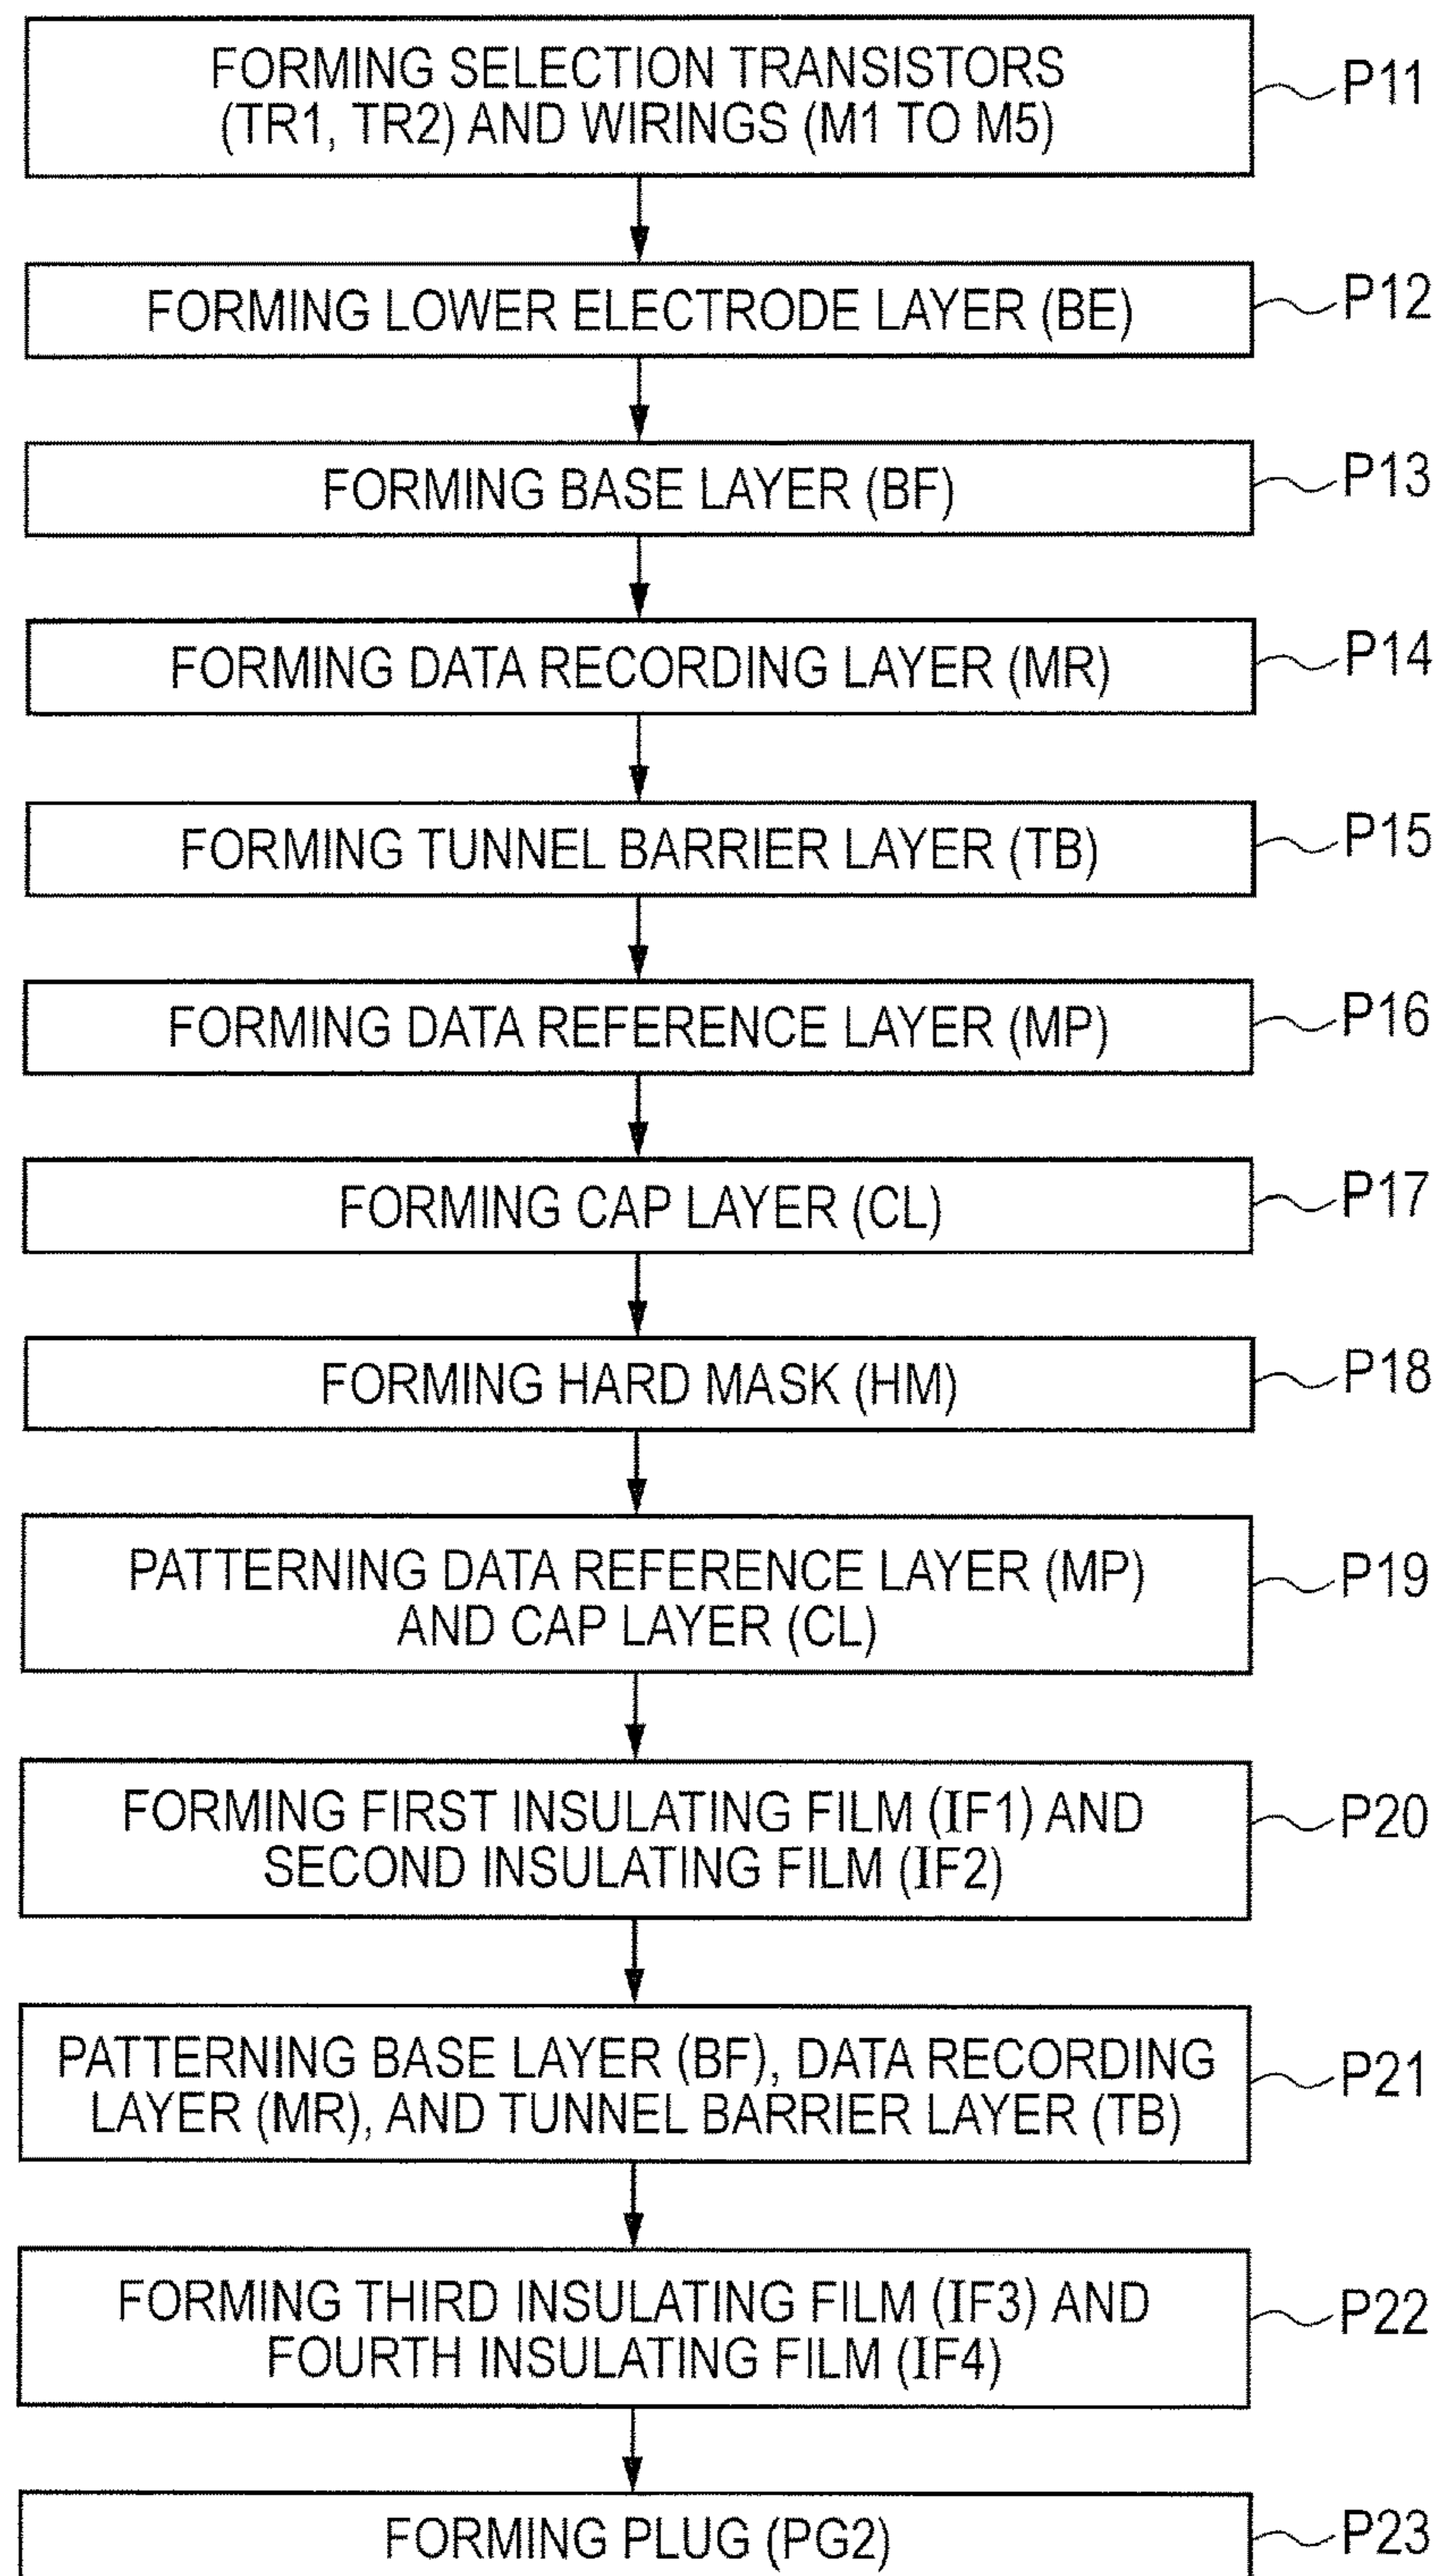 FORMING SELECTION TRANSISTORS
(TR1, TR2) AND WIRINGS (M1 TO M5)
P11
FORMING LOWER ELECTRODE LAYER (BE)
P12
FORMING BASE LAYER (BF)
P13
FORMING DATA RECORDING LAYER (MR)
P14
FORMING TUNNEL BARRIER LAYER (TB)
P15
FORMING DATA REFERENCE LAYER (MP)
P16
FORMING CAP LAYER (CL)
P17
FORMING HARD MASK (HM)
P18
PATTERNING DATA REFERENCE LAYER (MP)
AND CAP LAYER (CL)
P19
FORMING FIRST INSULATING FILM (IF1) AND
SECOND INSULATING FILM (IF2)
P20
PATTERNING BASE LAYER (BF), DATA RECORDING
LAYER (MR), AND TUNNEL BARRIER LAYER (TB)
P21
FORMING THIRD INSULATING FILM (IF3) AND
FOURTH INSULATING FILM (IF4)
P22
FORMING PLUG (PG2)
P23